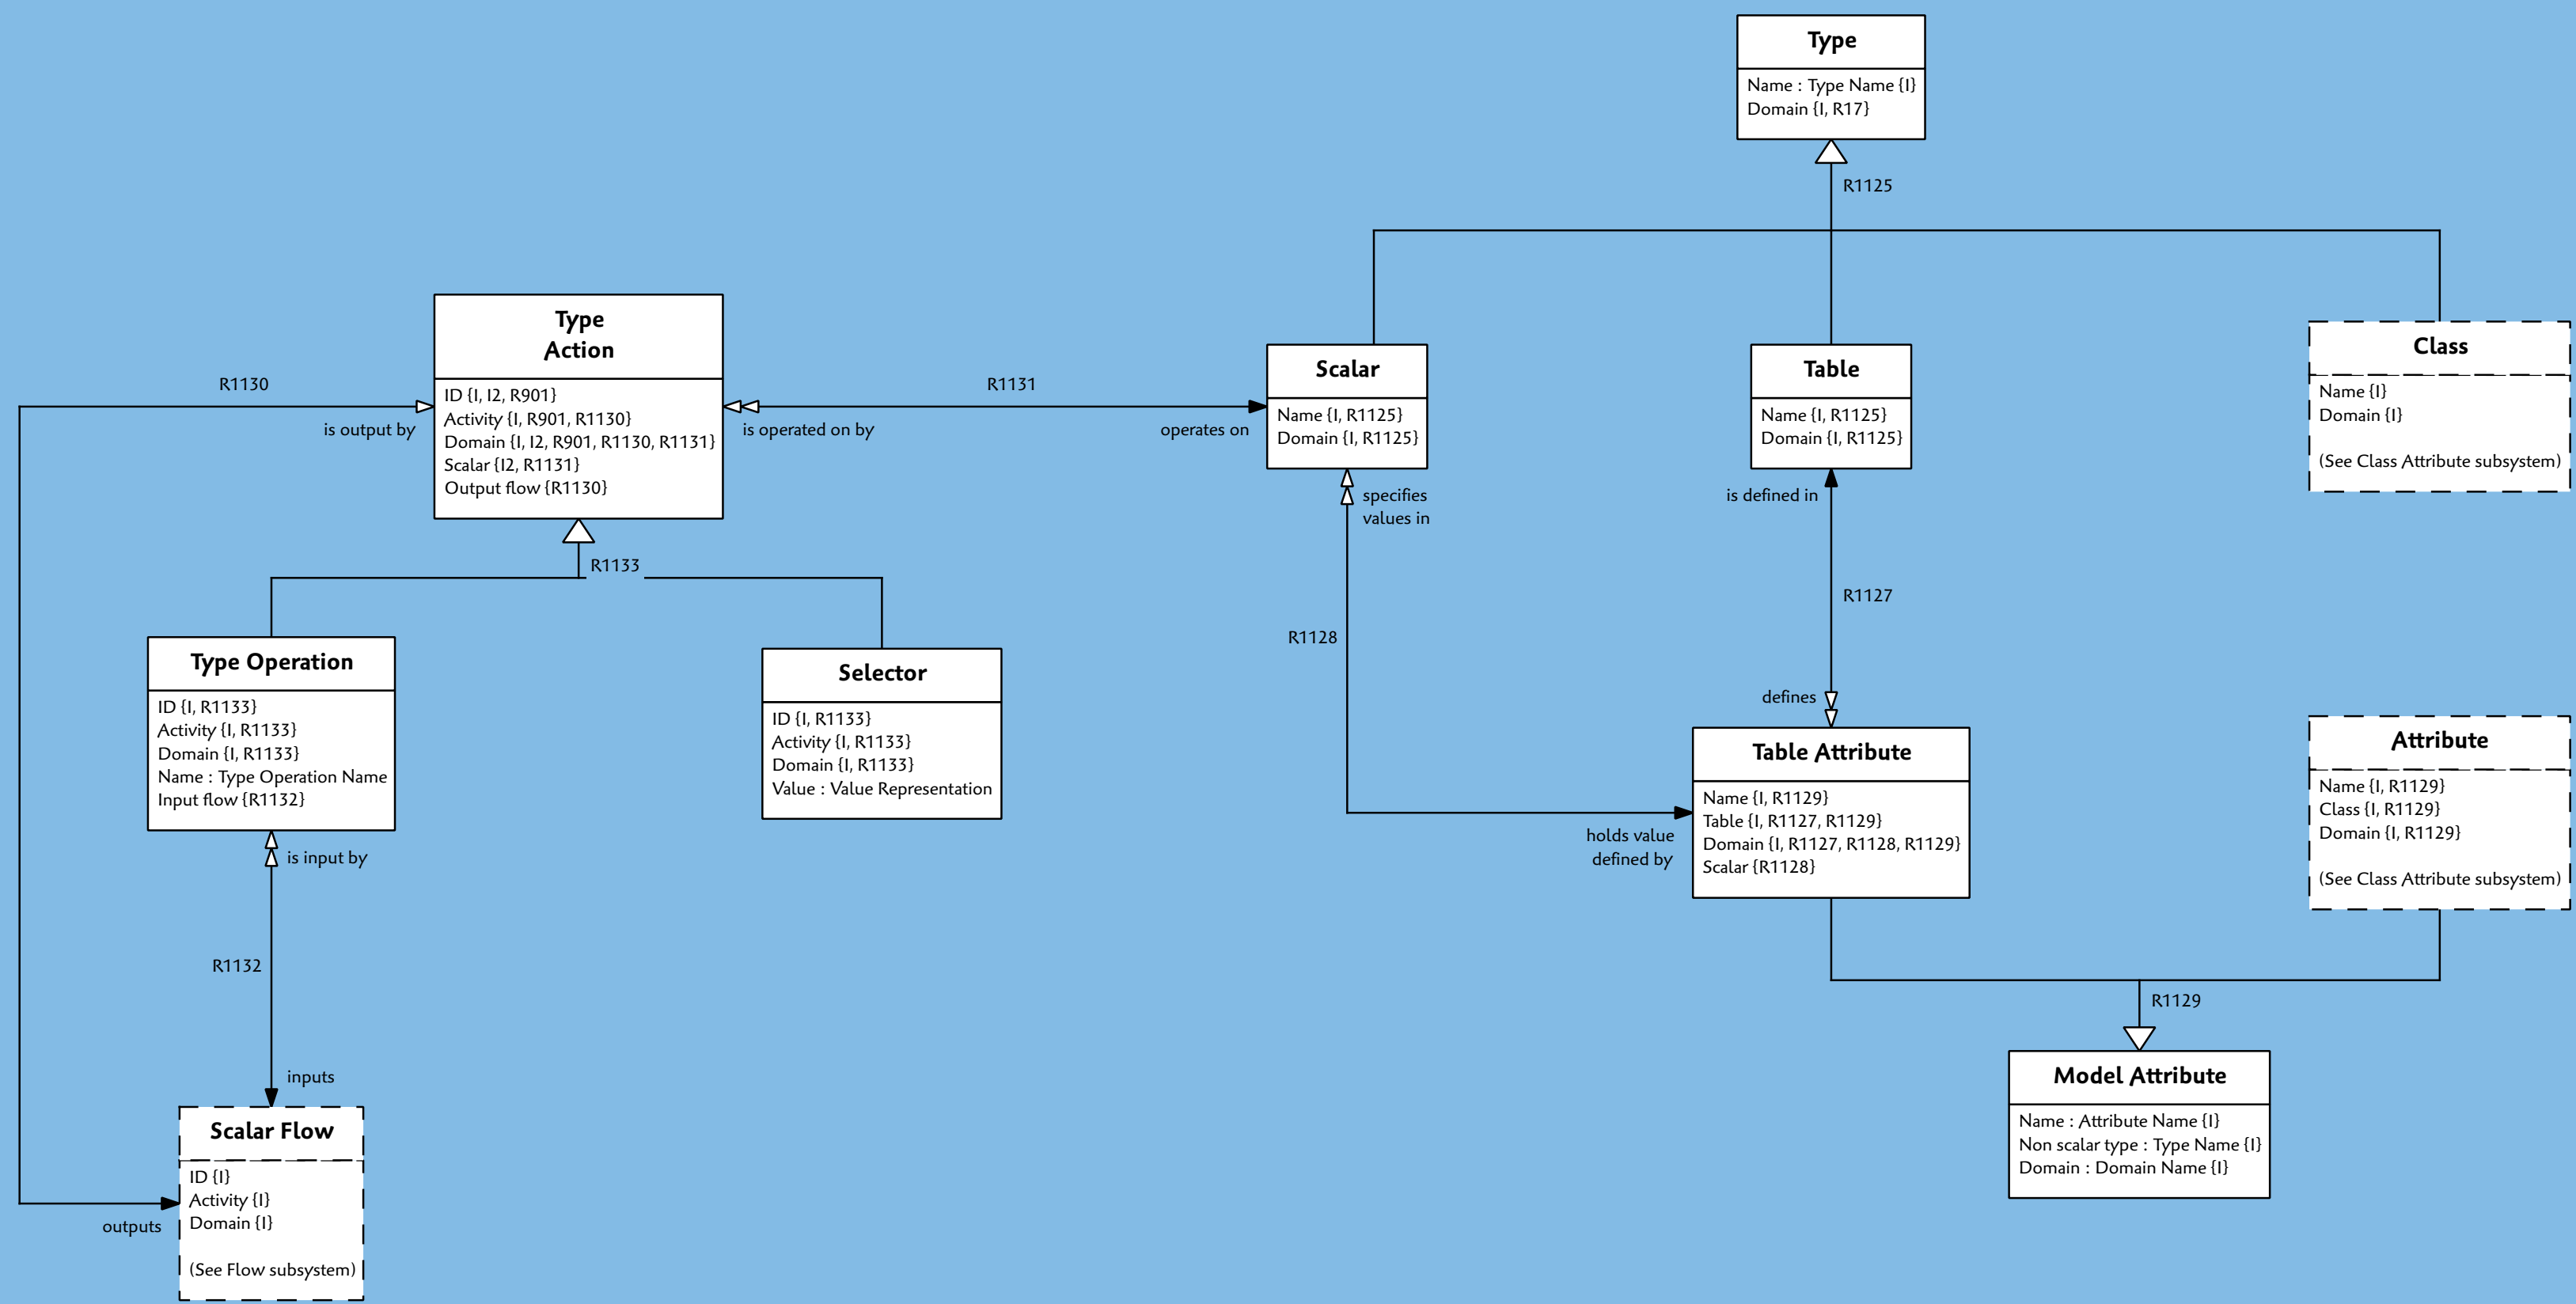 Type
Name : Type Name {I}
Domain {I, R17}
R1125
Type
Action
ID {I, I2, R901}
Activity {I, R901, R1130}
Domain {I, I2, R901, R1130, R1131}
Scalar {I2, R1131}
Output flow {R1130}
R1130
is output by
R1131
is operated on by
operates on
Scalar
Name {I, R1125}
Domain {I, R1125}
Table
Name {I, R1125}
Domain {I, R1125}
Class
Name {I}
Domain {I}
(See Class Attribute subsystem)
specifies
values in
is defined in
R1133
R1127
R1128
Type Operation
ID {I, R1133}
Activity {I, R1133}
Domain {I, R1133}
Name : Type Operation Name
Input flow {R1132}
Selector
ID {I, R1133}
Activity {I, R1133}
Domain {I, R1133}
Value : Value Representation
defines
Table Attribute
Name {I, R1129}
Table {I, R1127, R1129}
Domain {I, R1127, R1128, R1129}
Scalar {R1128}
holds value
defined by
Attribute
Name {I, R1129}
Class {I, R1129}
Domain {I, R1129}
(See Class Attribute subsystem)
is input by
R1132
inputs
R1129
Model Attribute
Name : Attribute Name {I}
Non scalar type : Type Name {I}
Domain : Domain Name {I}
Scalar Flow
ID {I}
Activity {I}
Domain {I}
(See Flow subsystem)
outputs